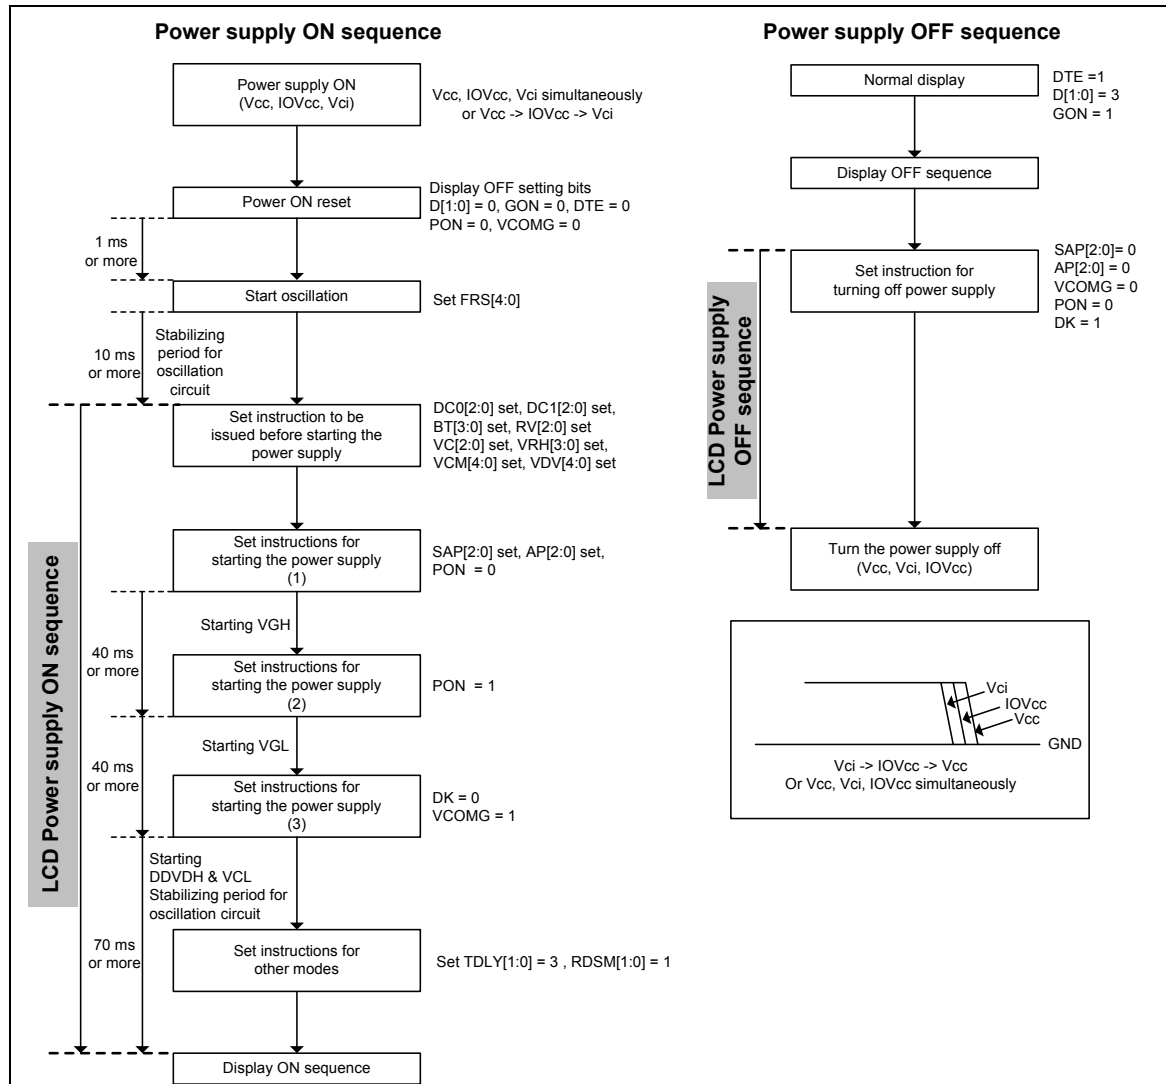 Power supply ON sequence
Power supply ON
(Vcc, IOVcc, Vci)
Vcc, IOVcc, Vci simultaneously
or Vcc -> IOVcc -> Vci
Power ON reset
Display OFF setting bits
D[1:0] = 0, GON = 0, DTE = 0
PON = 0, VCOMG = 0
1 ms
or more
Start oscillation
Set FRS[4:0]
10 ms
or more
Stabilizing
period for
oscillation
circuit
Set instruction to be
issued before starting the
power supply
DC0[2:0] set, DC1[2:0] set,
BT[3:0] set, RV[2:0] set
VC[2:0] set, VRH[3:0] set,
VCM[4:0] set, VDV[4:0] set
LCD Power supply ON sequence
Set instructions for
starting the power supply
(1)
SAP[2:0] set, AP[2:0] set,
PON = 0
40 ms
or more
Starting VGH
Set instructions for
starting the power supply
(2)
PON = 1
40 ms
or more
Starting VGL
Set instructions for
starting the power supply
(3)
DK = 0
VCOMG = 1
70 ms
or more
Starting
DDVDH & VCL
Stabilizing period for
oscillation circuit
Set instructions for
other modes
Set TDLY[1:0] = 3 , RDSM[1:0] = 1
Display ON sequence
Power supply OFF sequence
Normal display
DTE =1
D[1:0] = 3
GON = 1
Display OFF sequence
LCD Power supply
OFF sequence
Set instruction for
turning off power supply
SAP[2:0]= 0
AP[2:0] = 0
VCOMG = 0
PON = 0
DK = 1
Turn the power supply off
(Vcc, Vci, IOVcc)
Vci
IOVcc
Vcc
GND
Vci -> IOVcc -> Vcc
Or Vcc, Vci, IOVcc simultaneously